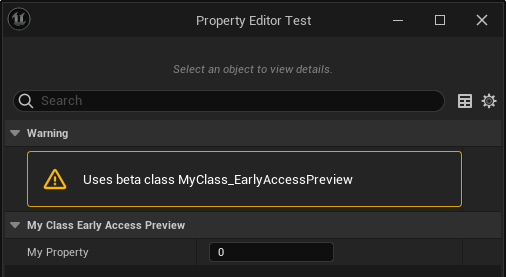 Property Editor Test
Select an object to view details.
Search
Warning
Uses beta class MyClass_EarlyAccessPreview
My Class Early Access Preview
My Property
0